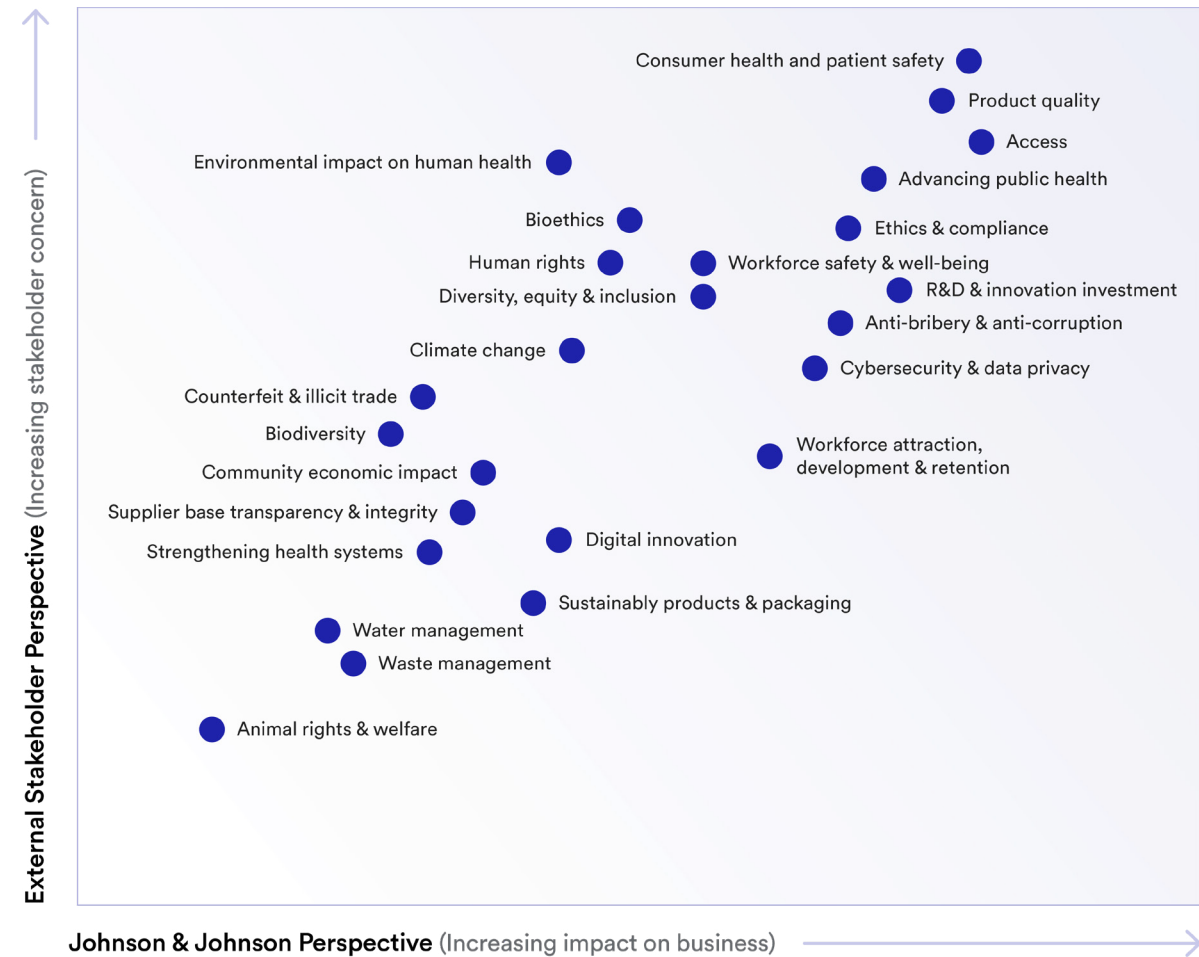 External Stakeholder Perspective (Increasing stakeholder concern)
Consumer health and patient safety
Product quality
Access
Environmental impact on human health
Advancing public health
Bioethics
Ethics & compliance
Human rights
Workforce safety & well-being
R&D & innovation investment
Diversity, equity & inclusion
Anti-bribery & anti-corruption
Climate change
Cybersecurity & data privacy
Counterfeit & illicit trade
Biodiversity
Workforce attraction,
development & retention
Community economic impact
Supplier base transparency & integrity
Digital innovation
Strengthening health systems
Sustainably products & packaging
Water management
Waste management
Animal rights & welfare
Johnson & Johnson Perspective (Increasing impact on business)